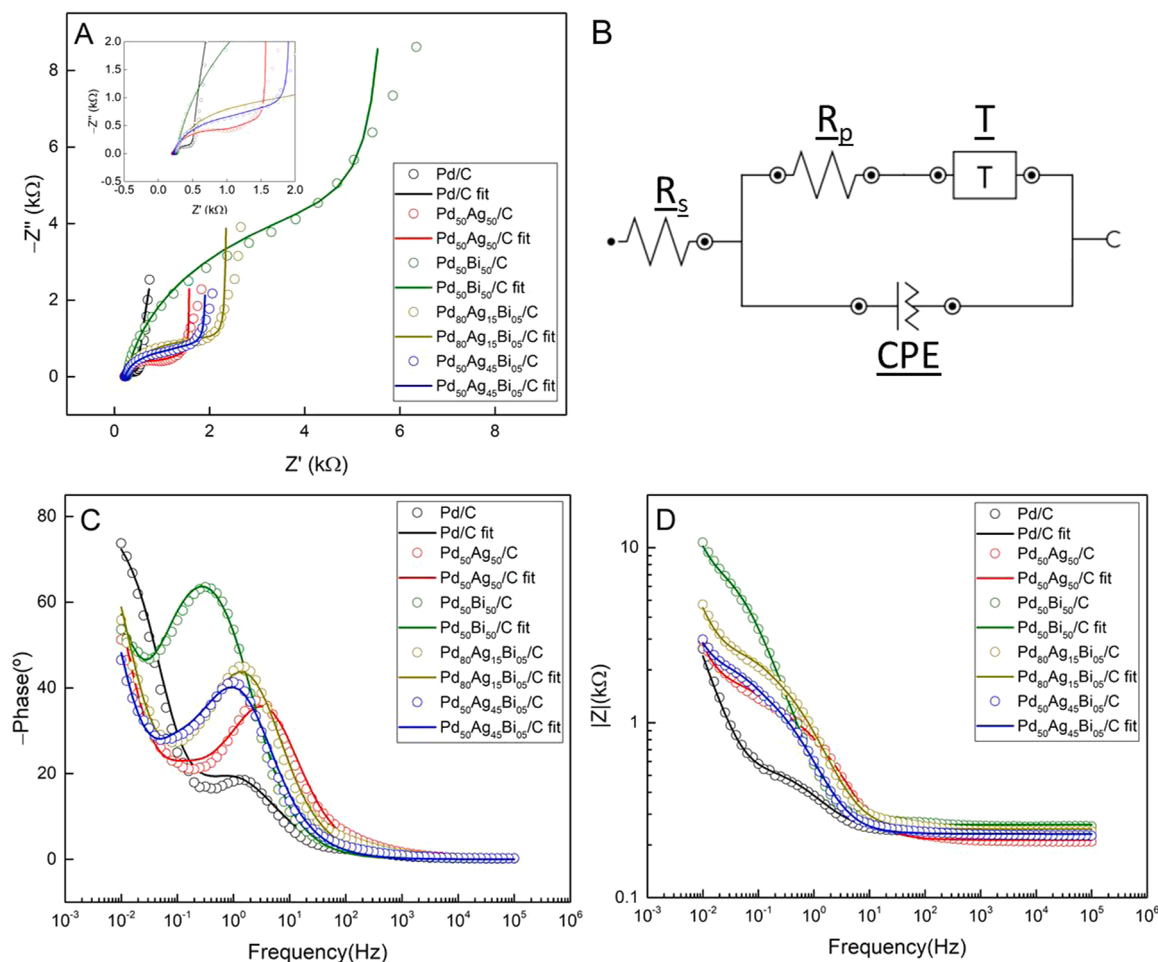 A
−Z'' (kΩ)
8
6
4
2
0
0
2
4
6
8
Z' (kΩ)
−Z'' (kΩ)
2.0
1.5
1.0
0.5
0.0
-0.5
-0.5
0.0
0.5
1.0
1.5
2.0
Z' (kΩ)
Pd/C
Pd/C fit
Pd₅₀Ag₅₀/C
Pd₅₀Ag₅₀/C fit
Pd₅₀Bi₅₀/C
Pd₅₀Bi₅₀/C fit
Pd₈₀Ag₁₅Bi₀₅/C
Pd₈₀Ag₁₅Bi₀₅/C fit
Pd₅₀Ag₄₅Bi₀₅/C
Pd₅₀Ag₄₅Bi₀₅/C fit
B
Rₚ
T
T
Rₛ
CPE
C
−Phase(º)
80
60
40
20
0
10⁻³ 10⁻² 10⁻¹ 10⁰ 10¹ 10² 10³ 10⁴ 10⁵ 10⁶
Frequency(Hz)
Pd/C
Pd/C fit
Pd₅₀Ag₅₀/C
Pd₅₀Ag₅₀/C fit
Pd₅₀Bi₅₀/C
Pd₅₀Bi₅₀/C fit
Pd₈₀Ag₁₅Bi₀₅/C
Pd₈₀Ag₁₅Bi₀₅/C fit
Pd₅₀Ag₄₅Bi₀₅/C
Pd₅₀Ag₄₅Bi₀₅/C fit
D
|Z|(kΩ)
10
1
0.1
10⁻³ 10⁻² 10⁻¹ 10⁰ 10¹ 10² 10³ 10⁴ 10⁵ 10⁶
Frequency(Hz)
Pd/C
Pd/C fit
Pd₅₀Ag₅₀/C
Pd₅₀Ag₅₀/C fit
Pd₅₀Bi₅₀/C
Pd₅₀Bi₅₀/C fit
Pd₈₀Ag₁₅Bi₀₅/C
Pd₈₀Ag₁₅Bi₀₅/C fit
Pd₅₀Ag₄₅Bi₀₅/C
Pd₅₀Ag₄₅Bi₀₅/C fit